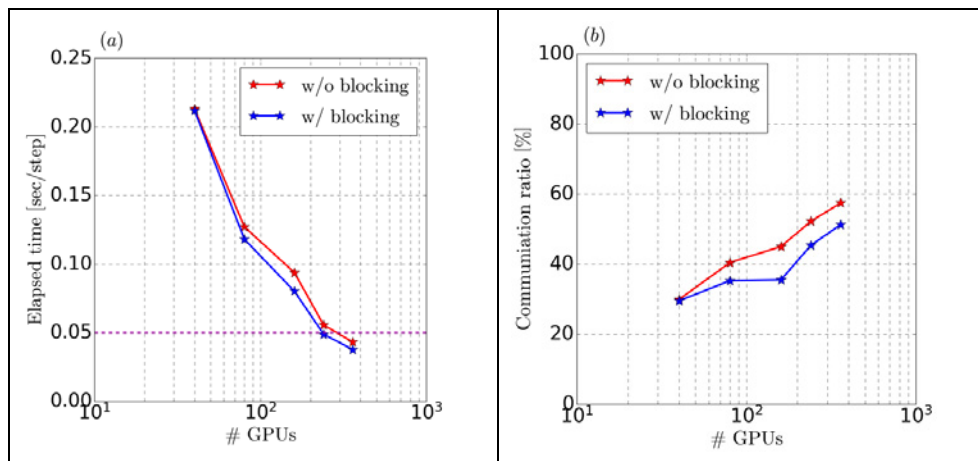 (a)
0.25
0.20
0.15
0.10
0.05
0.00
Elapsed time [sec/step]
w/o blocking
w/ blocking
10^1
10^2
10^3
# GPUs
(b)
100
80
60
40
20
0
Communiation ratio [%]
w/o blocking
w/ blocking
10^1
10^2
10^3
# GPUs